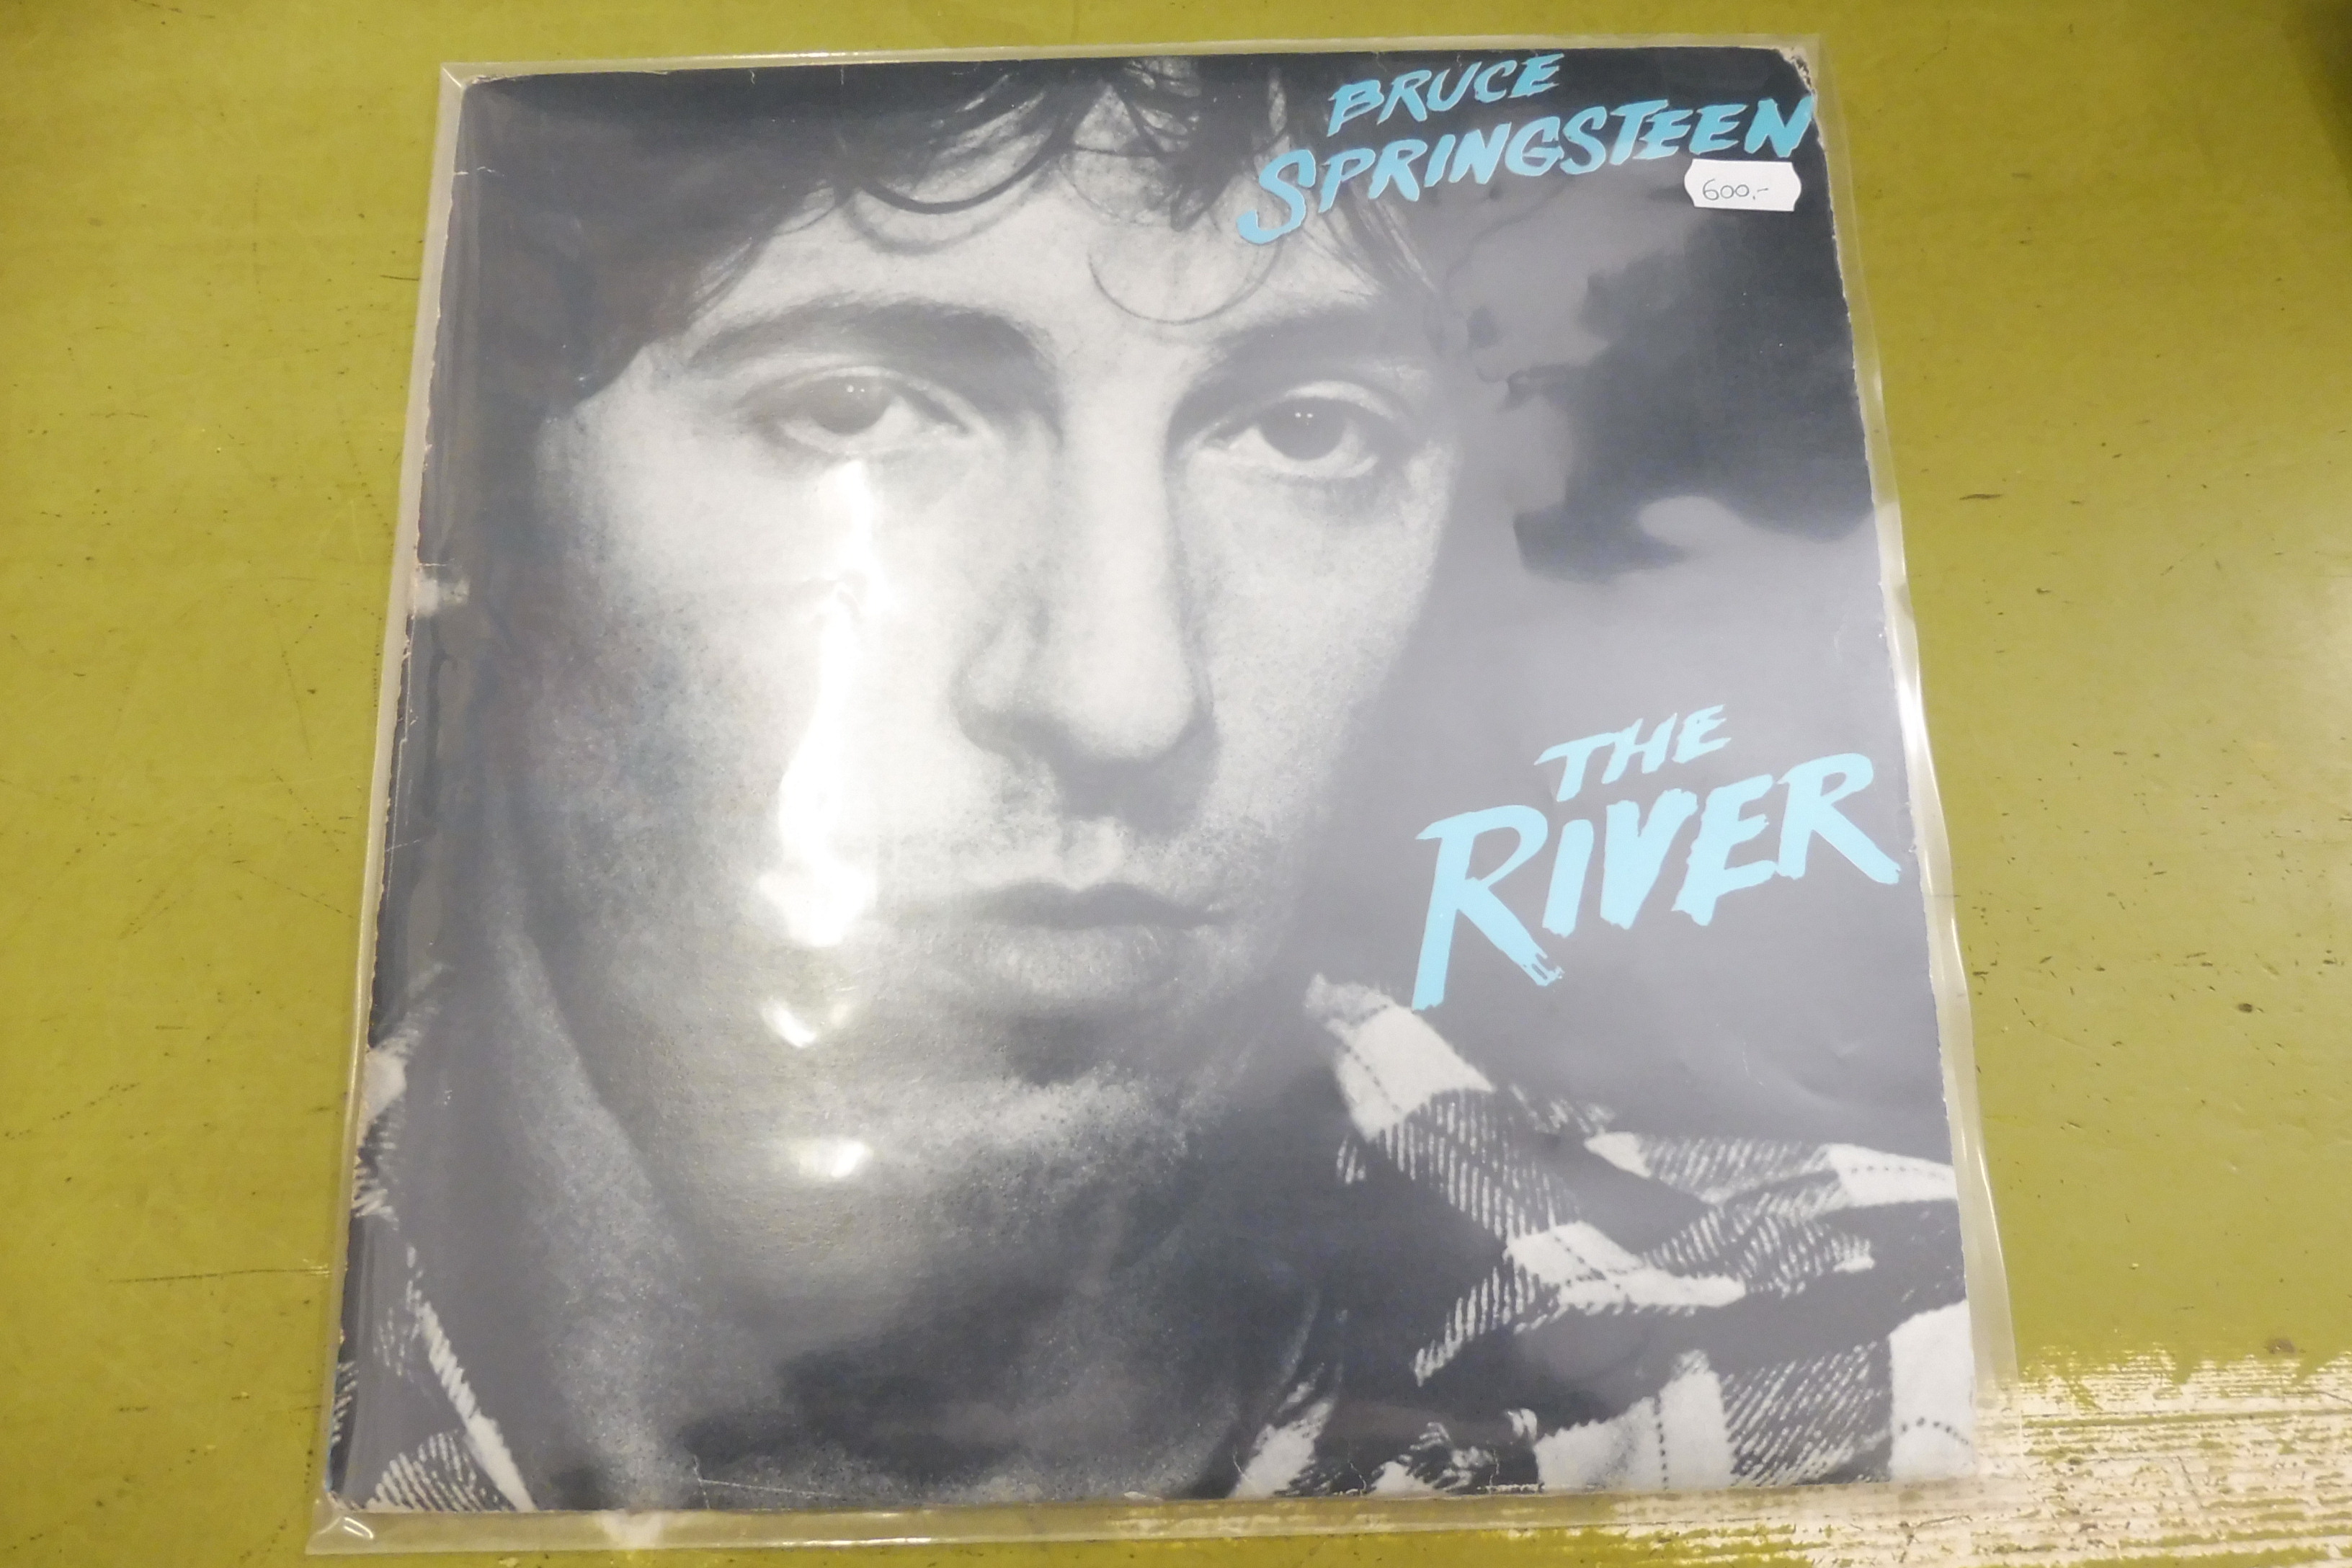 BRUCE
SPRINGSTEEN
600,-
THE
RIVER